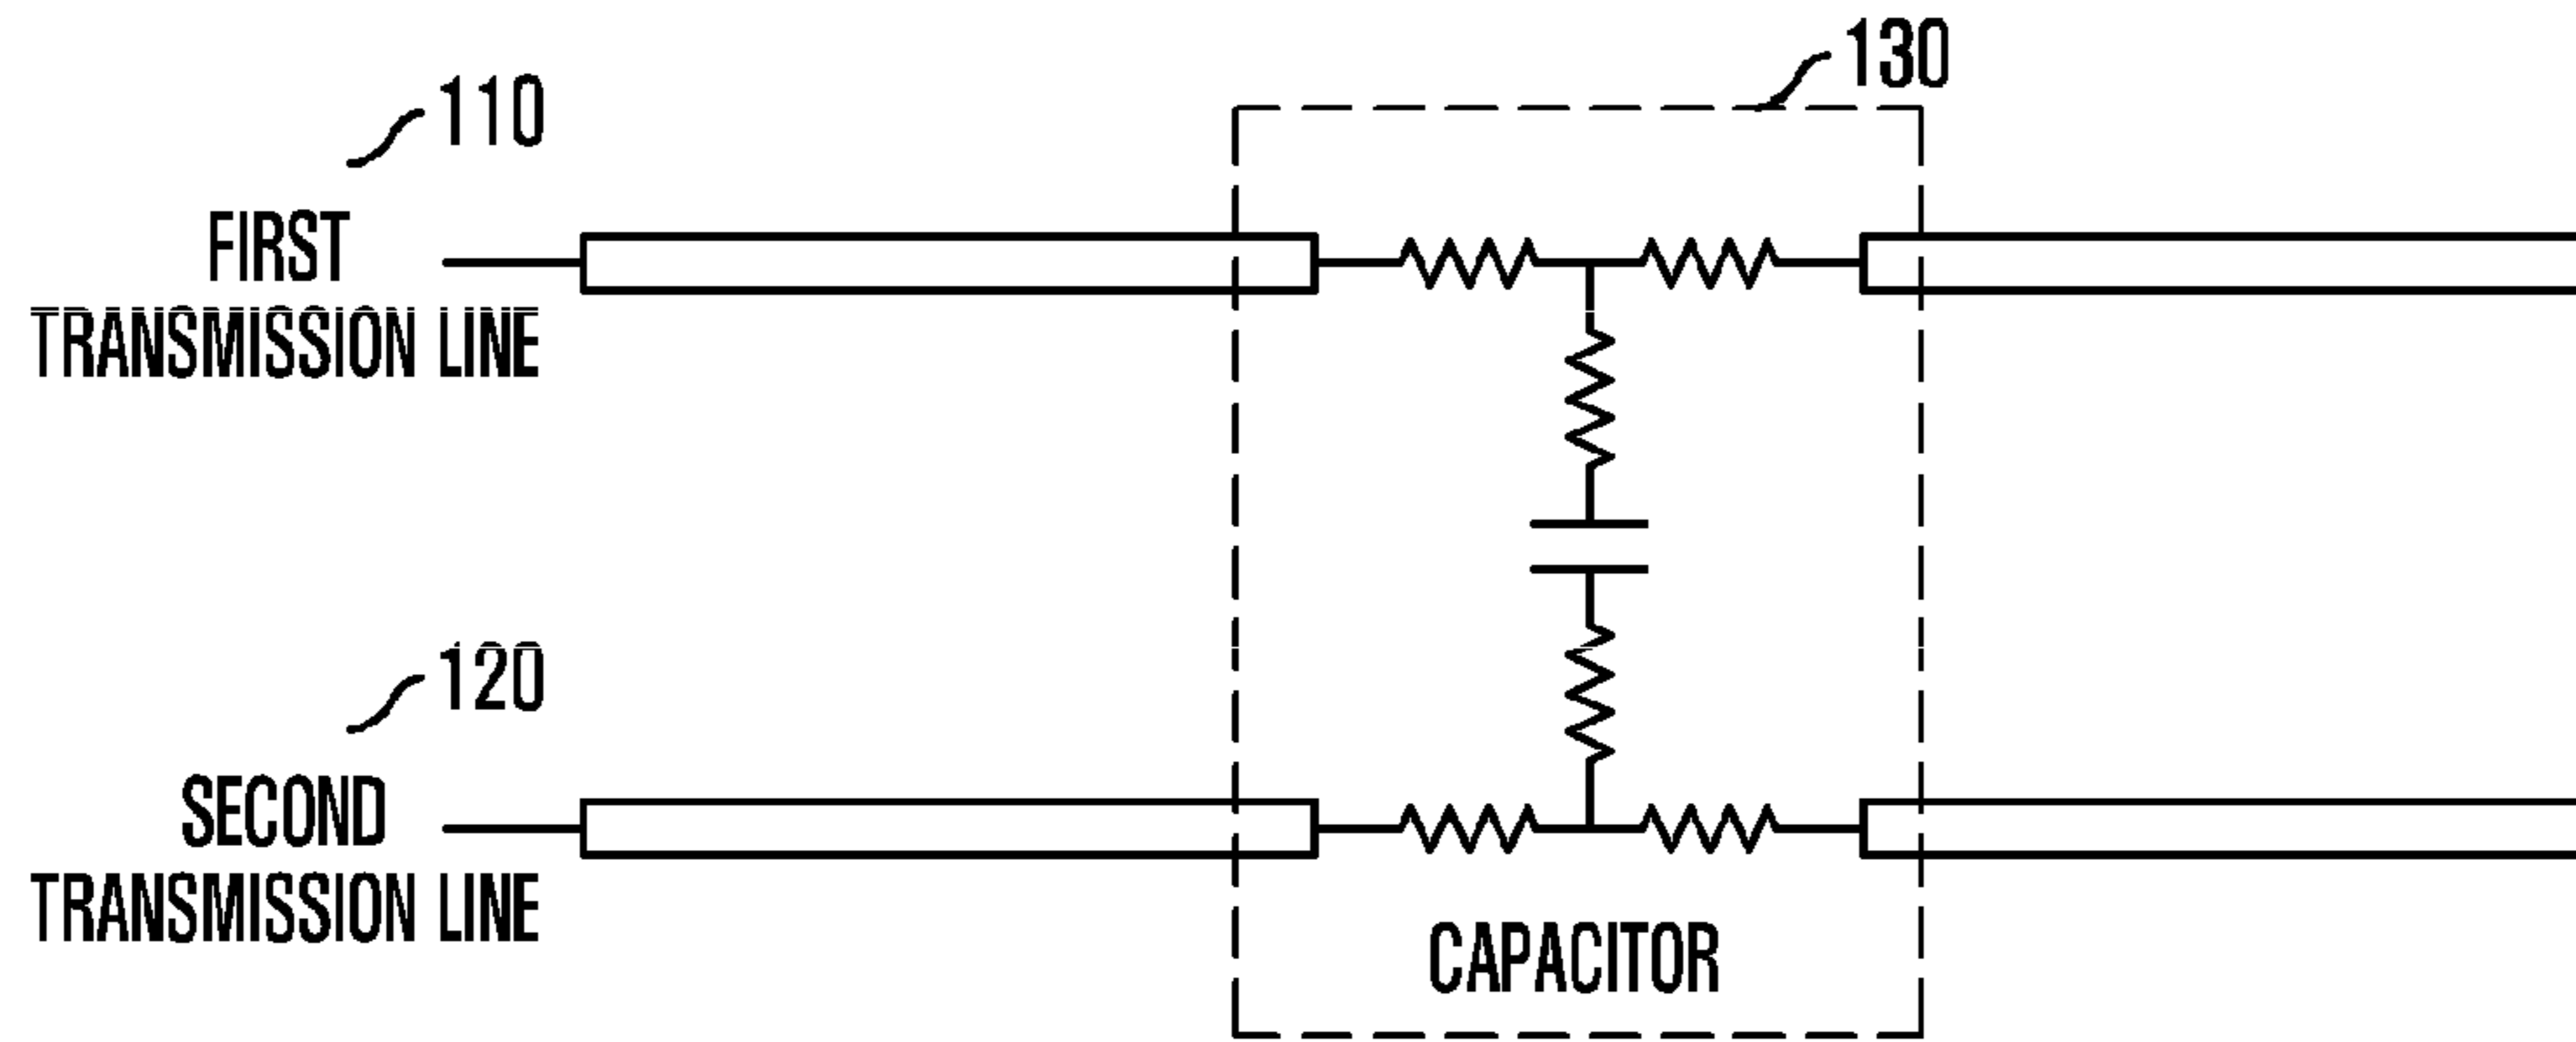 130
110
FIRST
TRANSMISSION LINE
120
SECOND
TRANSMISSION LINE
CAPACITOR